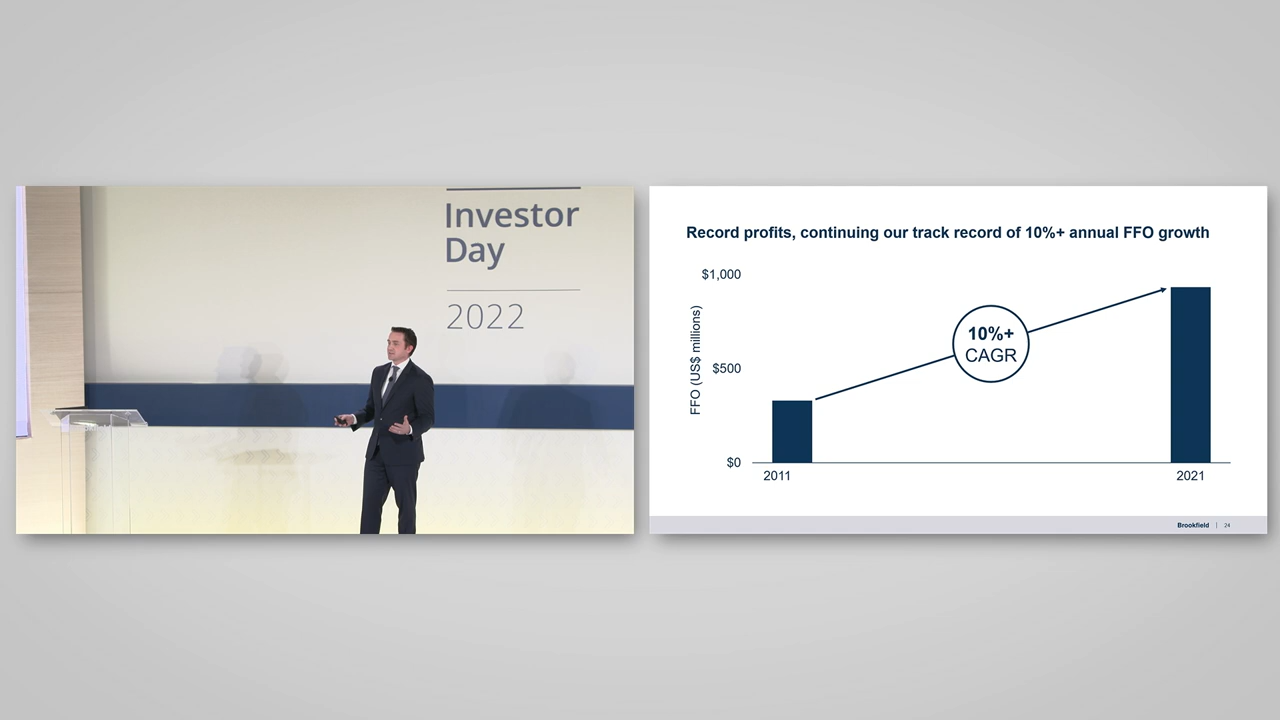 Investor
Day
2022
Record profits, continuing our track record of 10%+ annual FFO growth
$1,000
$500
$0
FFO (US$ millions)
10%+
CAGR
2011
2021
Brookfield | 24